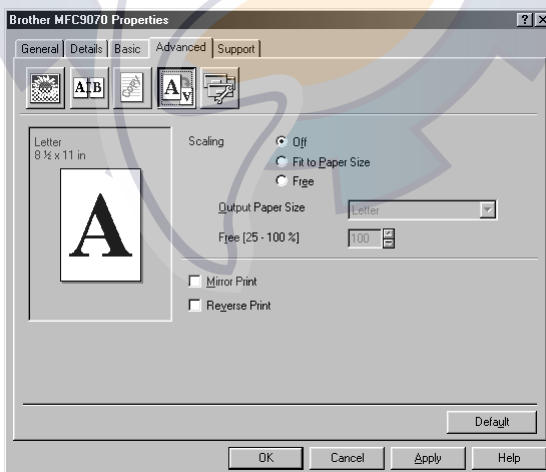 Brother MFC9070 Properties
General Details Basic Advanced Support
A B
copy
A
A
Letter
8 ½ x 11 in
A
Scaling
Off
Fit to Paper Size
Free
Output Paper Size Letter
Free [25 - 100 %] 100
Mirror Print
Reverse Print
Default
OK Cancel Apply Help